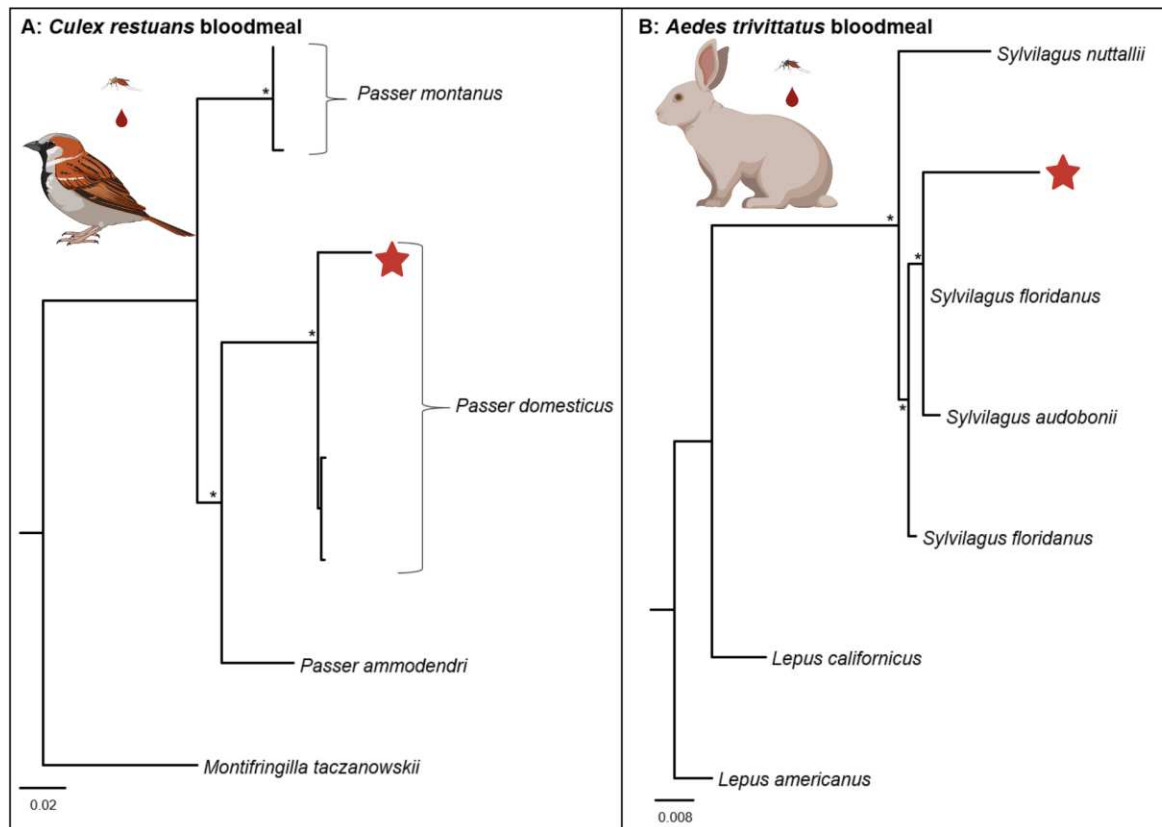 A: Culex restuans bloodmeal
*
Passer montanus
*
Passer domesticus
*
Passer ammodendri
Montifringilla taczanowskii
0.02
B: Aedes trivittatus bloodmeal
Sylvilagus nuttallii
*
*
Sylvilagus floridanus
*
Sylvilagus audobonii
Sylvilagus floridanus
Lepus californicus
Lepus americanus
0.008